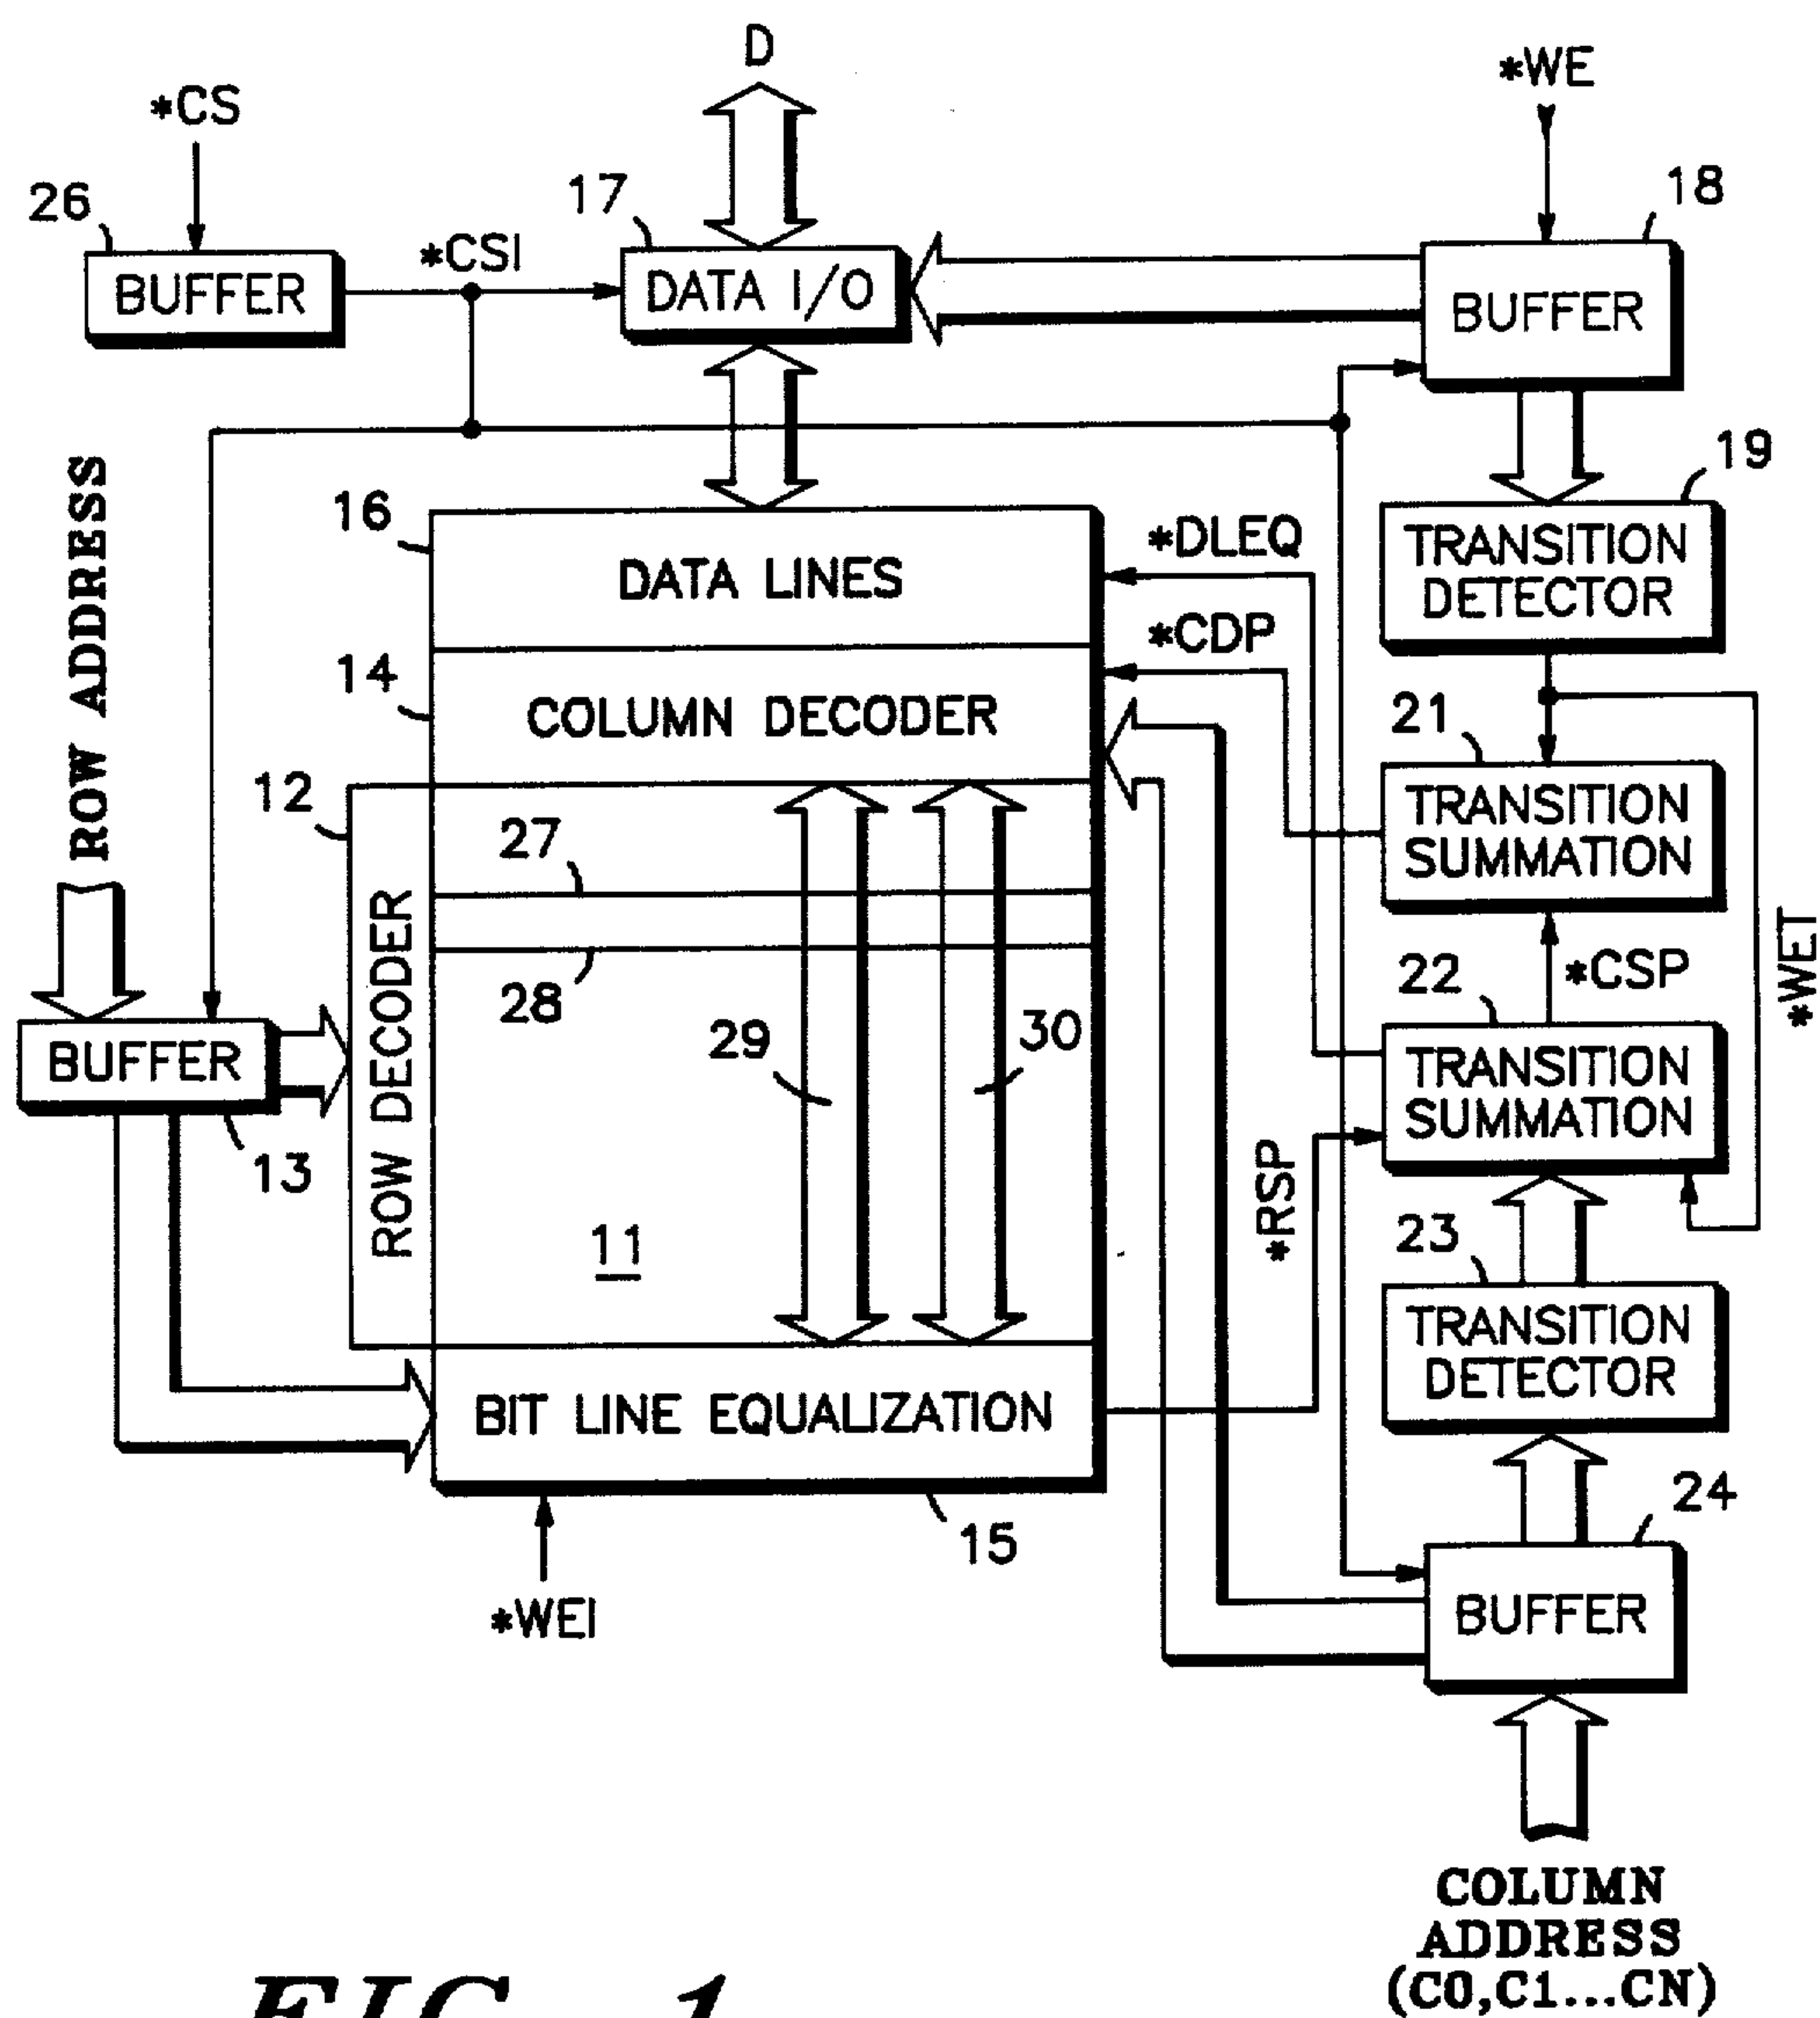 D
*WE
*CS
26
17
18
*CSI
BUFFER
DATA I/O
BUFFER
19
ROW ADDRESS
16
*DLEQ
TRANSITION
DETECTOR
DATA LINES
*CDP
14
COLUMN DECODER
21
12
TRANSITION
SUMMATION
27
ROW DECODER
28
*CSP
*WET
22
29
30
BUFFER
TRANSITION
SUMMATION
13
*RSP
11
23
TRANSITION
DETECTOR
BIT LINE EQUALIZATION
24
15
*WEI
BUFFER
COLUMN
ADDRESS
(C0,C1...CN)
FIG. 1